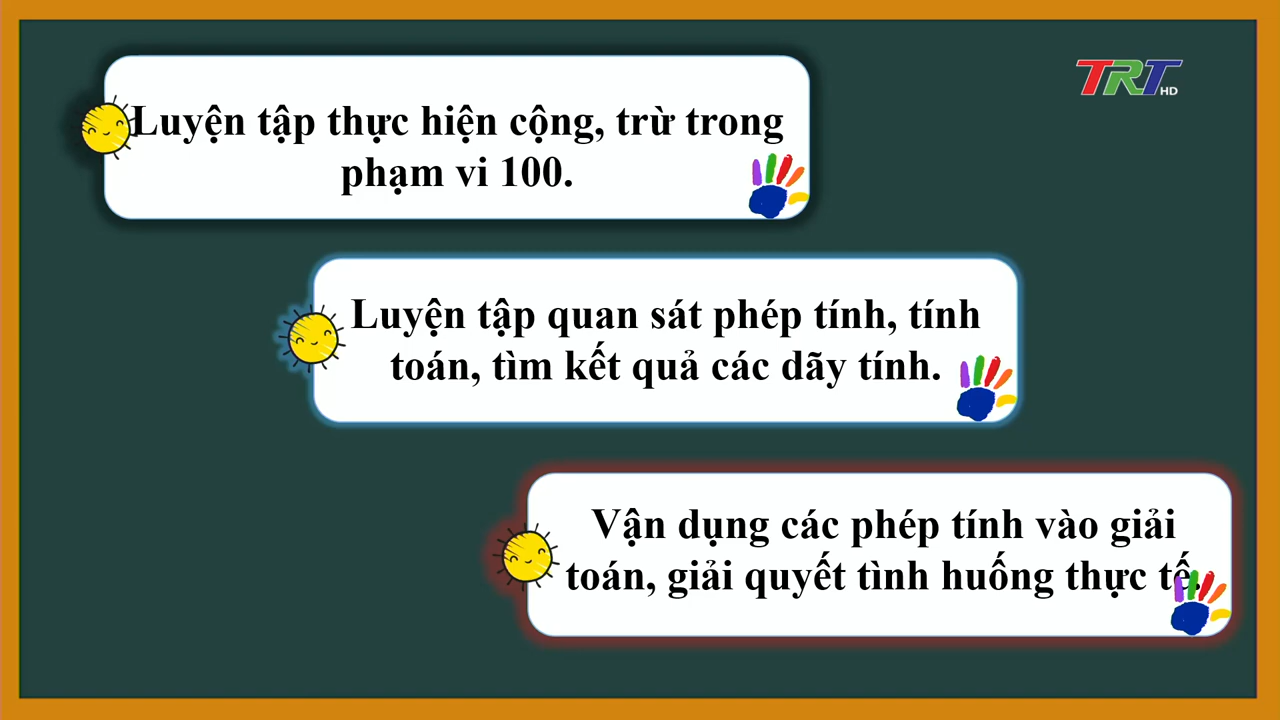 TRT HD
Luyện tập thực hiện cộng, trừ trong
phạm vi 100.
Luyện tập quan sát phép tính, tính
toán, tìm kết quả các dãy tính.
Vận dụng các phép tính vào giải
toán, giải quyết tình huống thực tế.